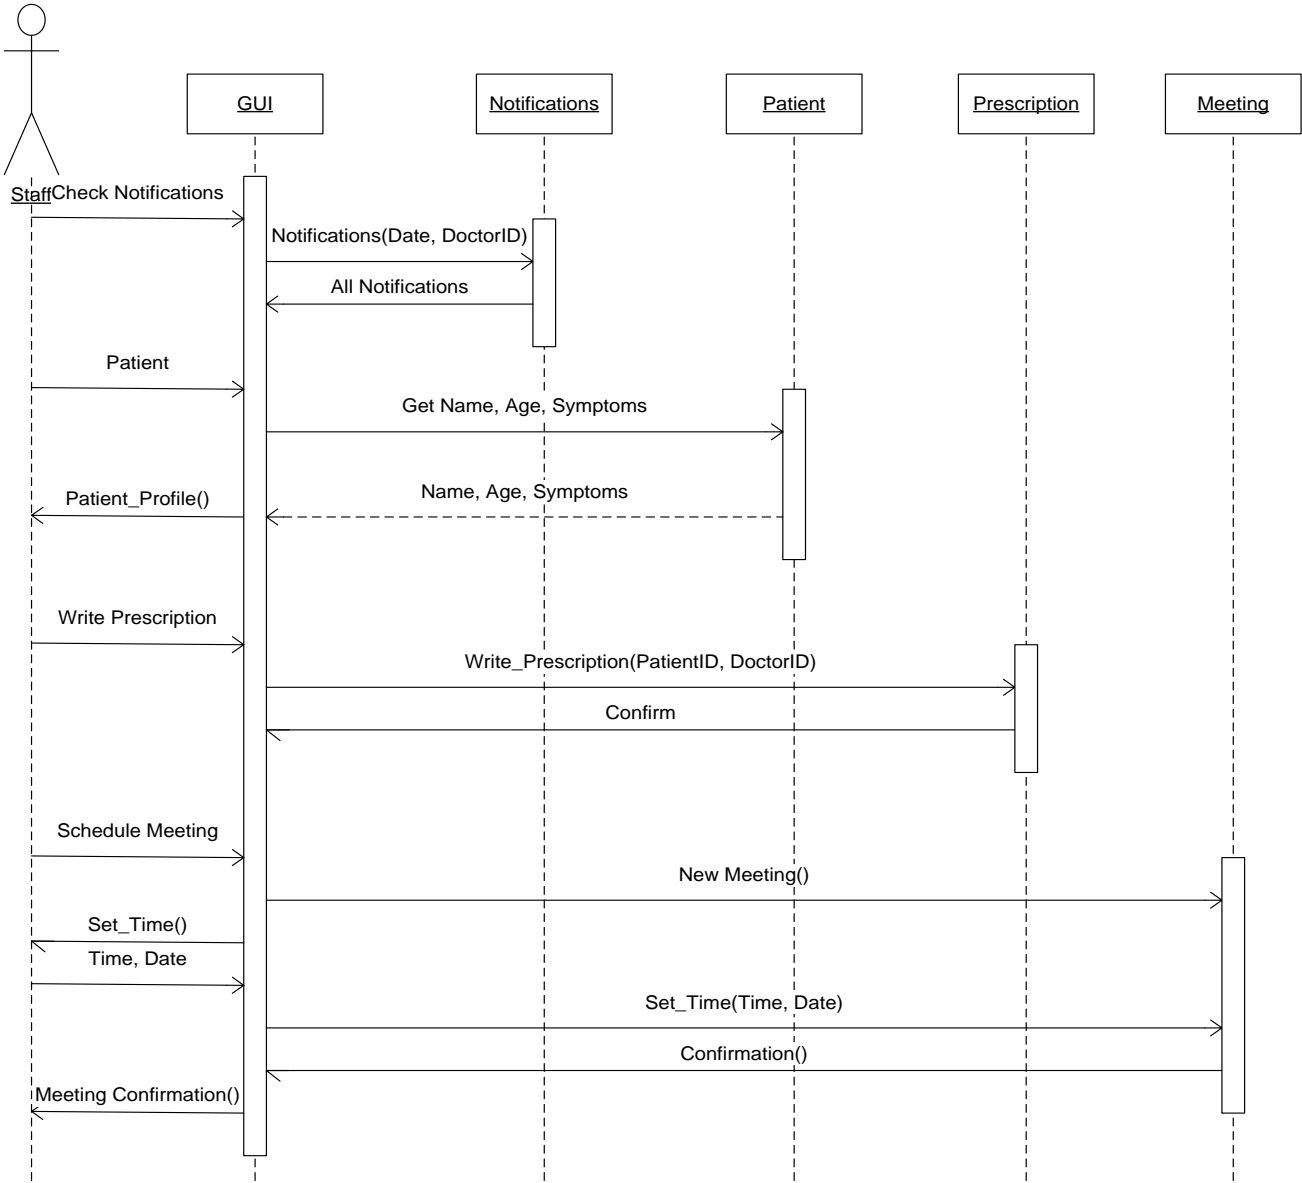 GUI
Notifications
Patient
Prescription
Meeting
Staff
Check Notifications
Notifications(Date, DoctorID)
All Notifications
Patient
Get Name, Age, Symptoms
Name, Age, Symptoms
Patient_Profile()
Write Prescription
Write_Prescription(PatientID, DoctorID)
Confirm
Schedule Meeting
New Meeting()
Set_Time()
Time, Date
Set_Time(Time, Date)
Confirmation()
Meeting Confirmation()